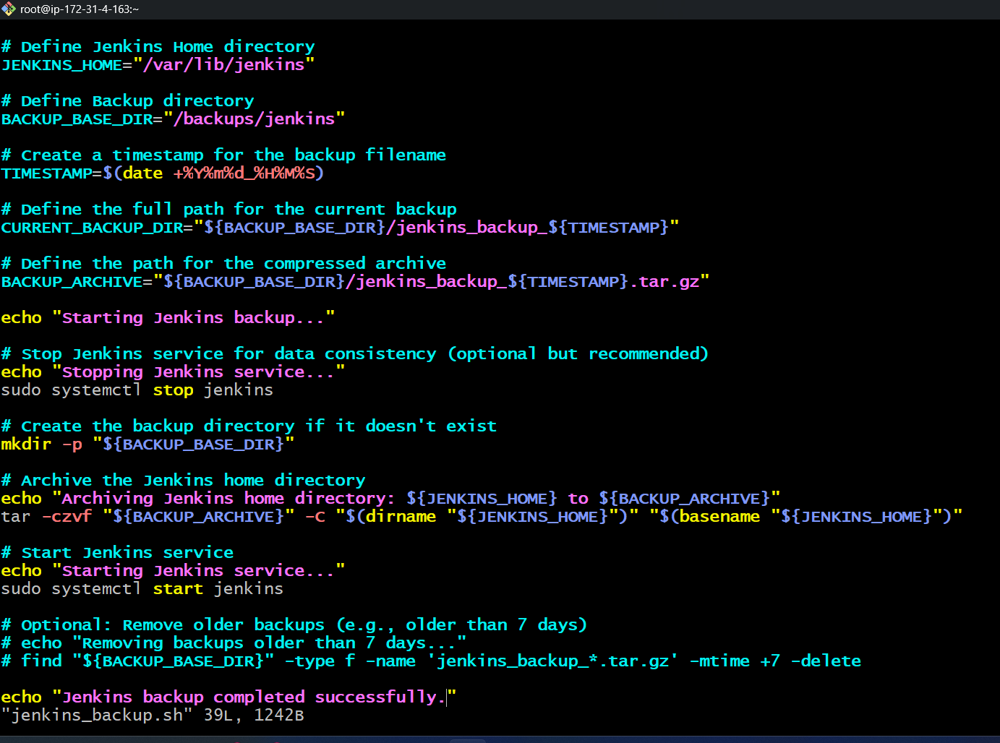 root@ip-172-31-4-163:~
# Define Jenkins Home directory
JENKINS_HOME="/var/lib/jenkins"
# Define Backup directory
BACKUP_BASE_DIR="/backups/jenkins"
# Create a timestamp for the backup filename
TIMESTAMP=$(date +%Y%m%d_%H%M%S)
# Define the full path for the current backup
CURRENT_BACKUP_DIR="${BACKUP_BASE_DIR}/jenkins_backup_${TIMESTAMP}"
# Define the path for the compressed archive
BACKUP_ARCHIVE="${BACKUP_BASE_DIR}/jenkins_backup_${TIMESTAMP}.tar.gz"
echo "Starting Jenkins backup..."
# Stop Jenkins service for data consistency (optional but recommended)
echo "Stopping Jenkins service..."
sudo systemctl stop jenkins
# Create the backup directory if it doesn't exist
mkdir -p "${BACKUP_BASE_DIR}"
# Archive the Jenkins home directory
echo "Archiving Jenkins home directory: ${JENKINS_HOME} to ${BACKUP_ARCHIVE}"
tar -czvf "${BACKUP_ARCHIVE}" -C "$(dirname "${JENKINS_HOME}")" "$(basename "${JENKINS_HOME}")"
# Start Jenkins service
echo "Starting Jenkins service..."
sudo systemctl start jenkins
# Optional: Remove older backups (e.g., older than 7 days)
# echo "Removing backups older than 7 days..."
# find "${BACKUP_BASE_DIR}" -type f -name 'jenkins_backup_*.tar.gz' -mtime +7 -delete
echo "Jenkins backup completed successfully."
"jenkins_backup.sh" 39L, 1242B